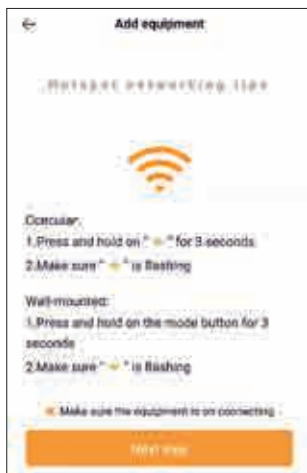 Add equipment
Hotspot networking tips
1.Press and hold on " " for 3 seconds
2.Make sure " " is flashing
Wall-mounted:
1.Press and hold on the mode button for 3
seconds
2.Make sure " " is flashing
Make sure the equipment is on connecting
Next step